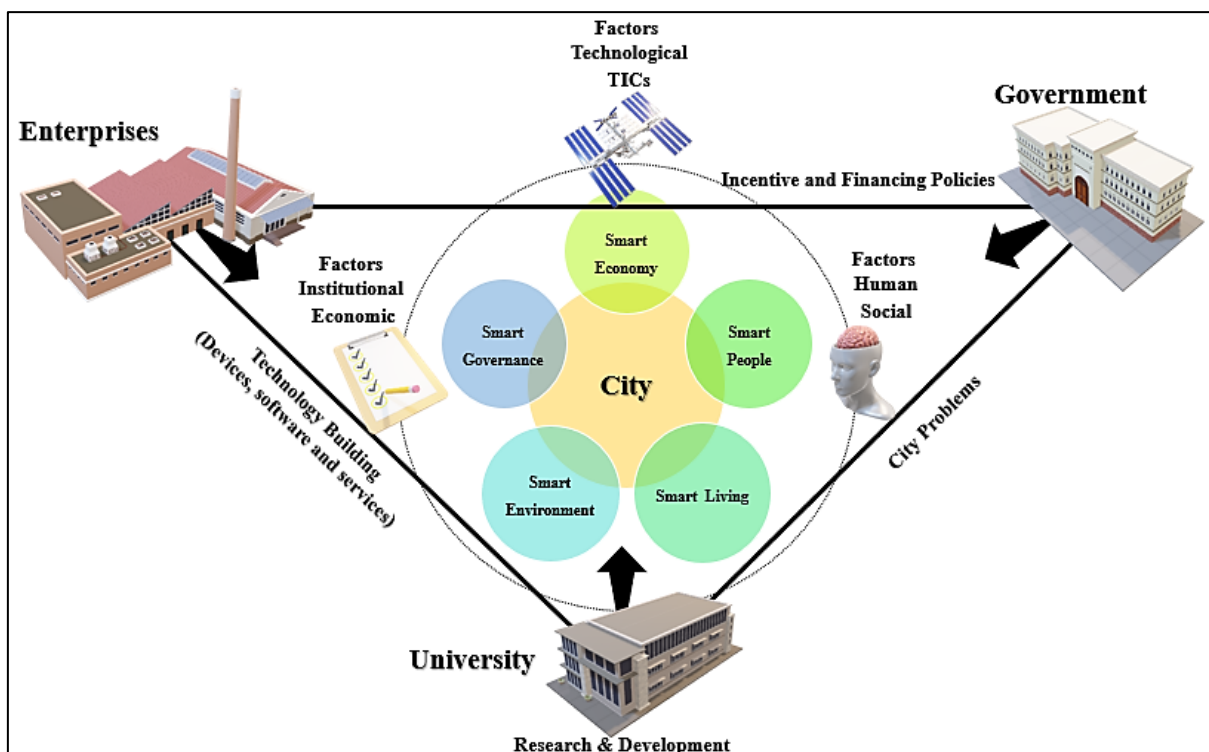 Factors
Technological
TICs
Government
Enterprises
Incentive and Financing Policies
Smart
Economy
Factors
Institutional
Economic
Factors
Human
Social
Smart
Governance
Smart
People
City
Technology Building
(Devices, software and services)
City Problems
Smart
Environment
Smart Living
University
Research & Development